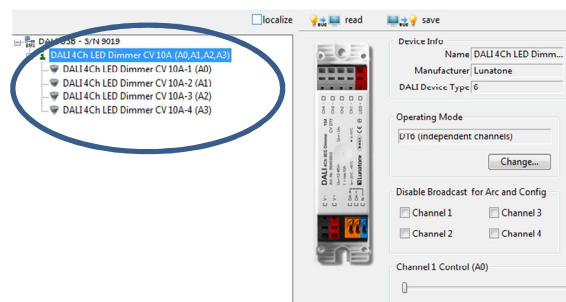 localize
read
save
DALI USB - S/N 9019
DALI 4Ch LED Dimmer CV 10A (A0,A1,A2,A3)
DALI 4Ch LED Dimmer CV 10A-1 (A0)
DALI 4Ch LED Dimmer CV 10A-2 (A1)
DALI 4Ch LED Dimmer CV 10A-3 (A2)
DALI 4Ch LED Dimmer CV 10A-4 (A3)
Device Info
Name DALI 4Ch LED Dimm...
Manufacturer Lunatone
DALI Device Type 6
Operating Mode
DT6 (independent channels)
Change...
Disable Broadcast for Arc and Config
Channel 1
Channel 3
Channel 2
Channel 4
Channel 1 Control (A0)
DALI 4Ch LED Dimmer 10A
Lunatone